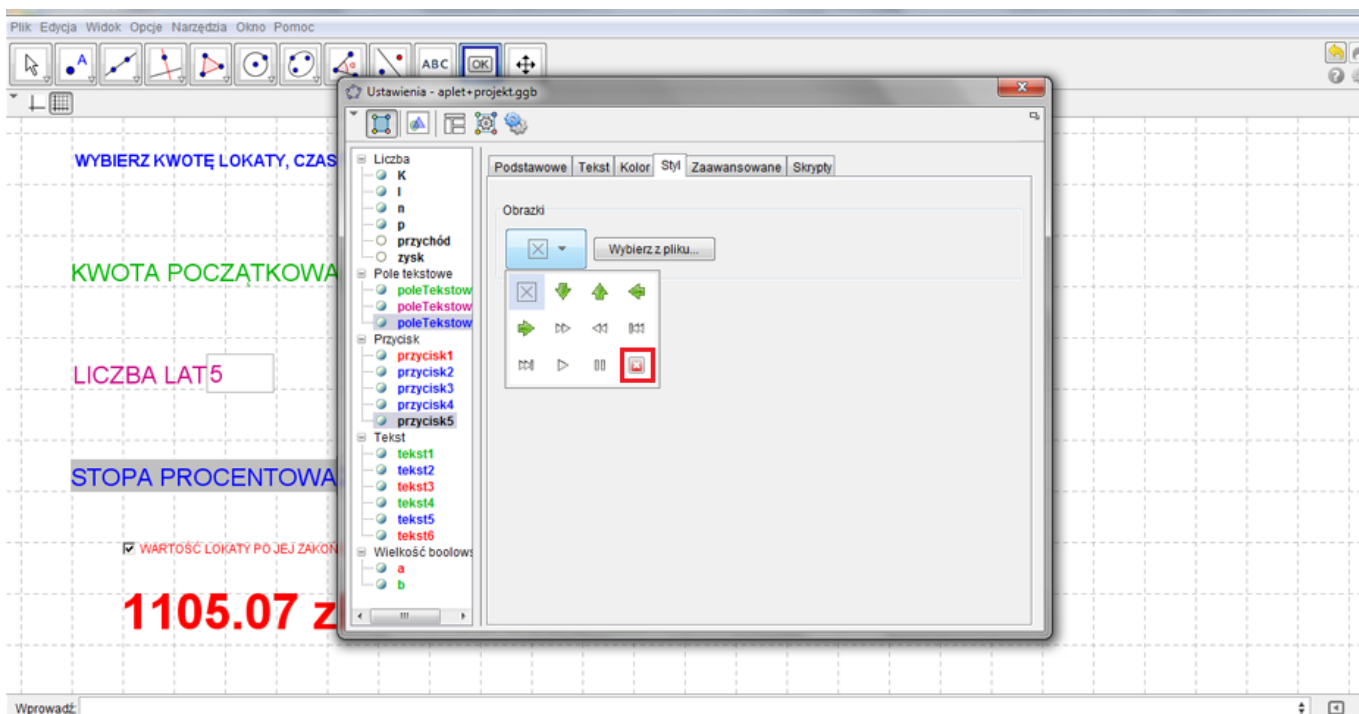 Plik Edycja Widok Opcje Narzędzia Okno Pomoc
A
ABC
OK
Ustawienia - aplet+projekt.ggb
WYBIERZ KWOTĘ LOKATY, CZAS
KWOTA POCZĄTKOWA
LICZBA LAT 5
STOPA PROCENTOWA
WARTOŚĆ LOKATY PO JEJ ZAKOŃ
1105.07 z
Liczba
K
l
n
p
przychód
zysk
Pole tekstowe
poleTekstow
poleTekstow
poleTekstow
Przycisk
przycisk1
przycisk2
przycisk3
przycisk4
przycisk5
Tekst
tekst1
tekst2
tekst3
tekst4
tekst5
tekst6
Wielkość boolows
a
b
Podstawowe Tekst Kolor Styl Zaawansowane Skrypty
Obrazki
Wybierz z pliku...
Wprowadź: